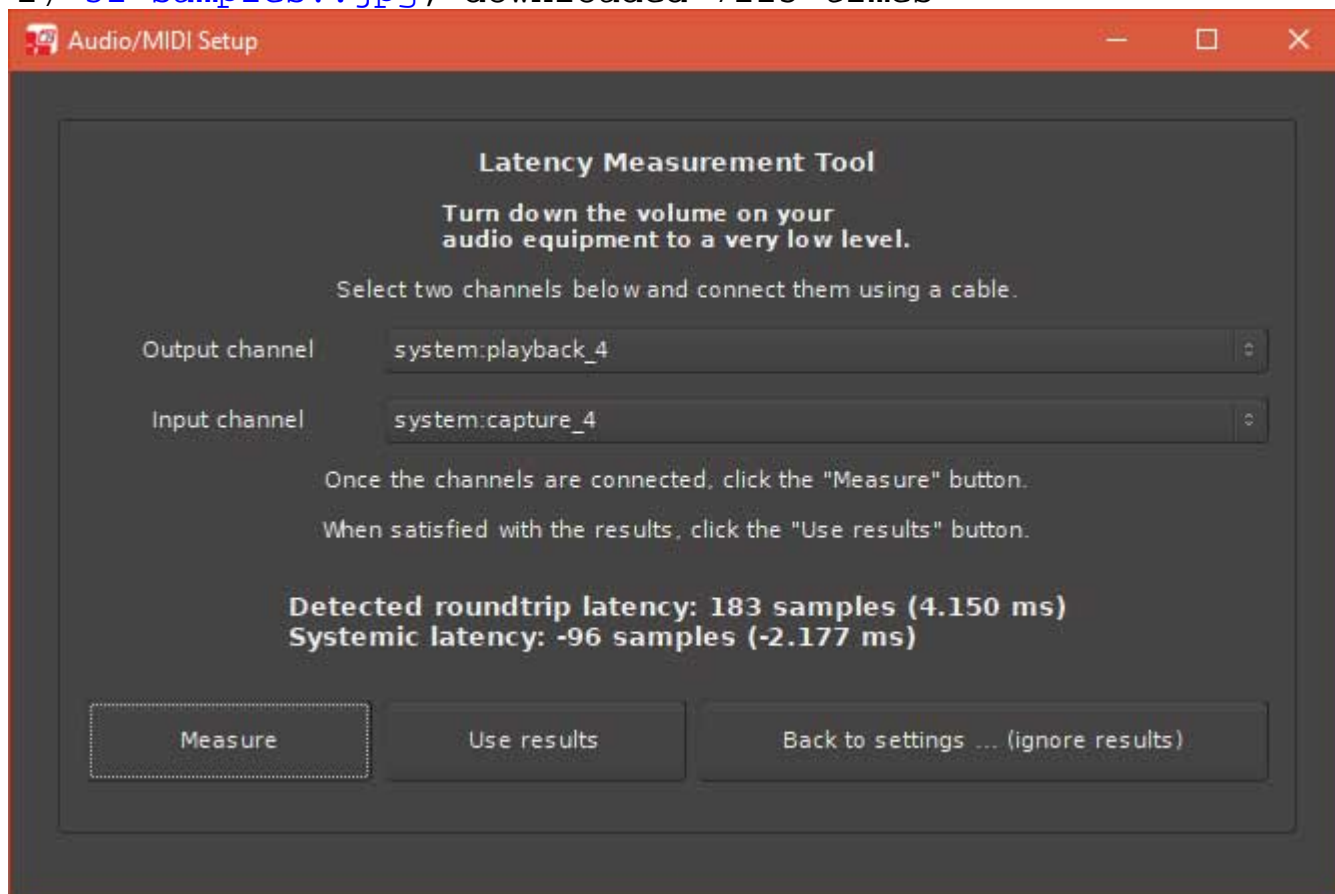 Audio/MIDI Setup
Latency Measurement Tool
Turn down the volume on your
audio equipment to a very low level.
Select two channels below and connect them using a cable.
Output channel system:playback_4
Input channel system:capture_4
Once the channels are connected, click the "Measure" button.
When satisfied with the results, click the "Use results" button.
Detected roundtrip latency: 183 samples (4.150 ms)
Systemic latency: -96 samples (-2.177 ms)
Measure Use results Back to settings ... (ignore results)